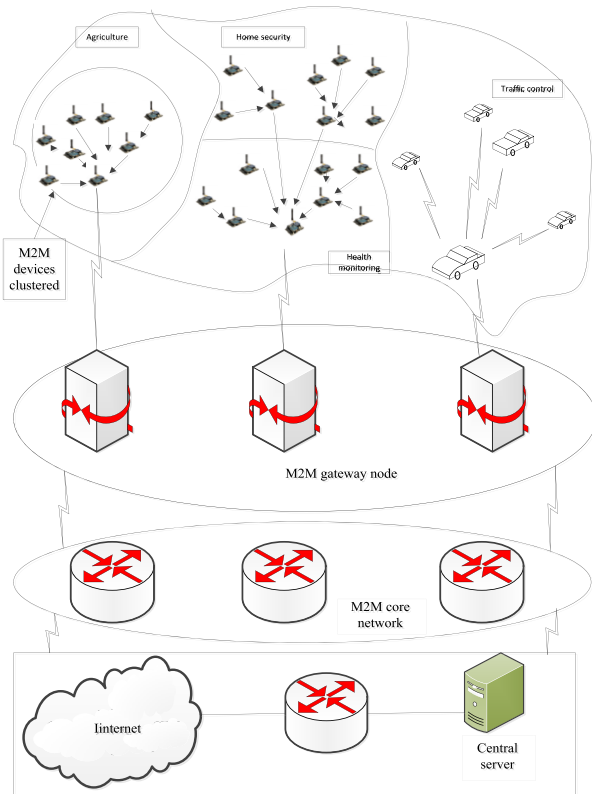 Agriculture
Home security
Traffic control
M2M
devices
clustered
Health
monitoring
M2M gateway node
M2M core
network
Iinternet
Central
server